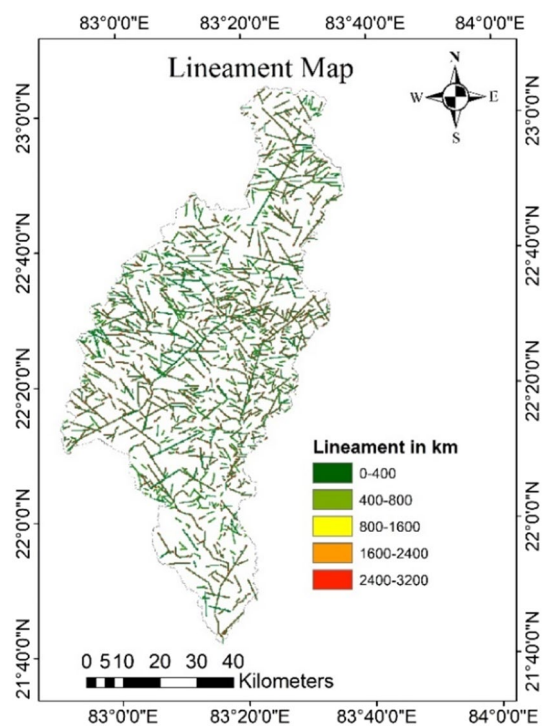 83°0'0"E 83°20'0"E 83°40'0"E 84°0'0"E
Lineament Map
N
W E
S
23°0'0"N 23°0'0"N
22°40'0"N 22°40'0"N
22°20'0"N 22°20'0"N
22°0'0"N 22°0'0"N
21°40'0"N 21°40'0"N
Lineament in km
0-400
400-800
800-1600
1600-2400
2400-3200
0 5 10 20 30 40
Kilometers
83°0'0"E 83°20'0"E 83°40'0"E 84°0'0"E